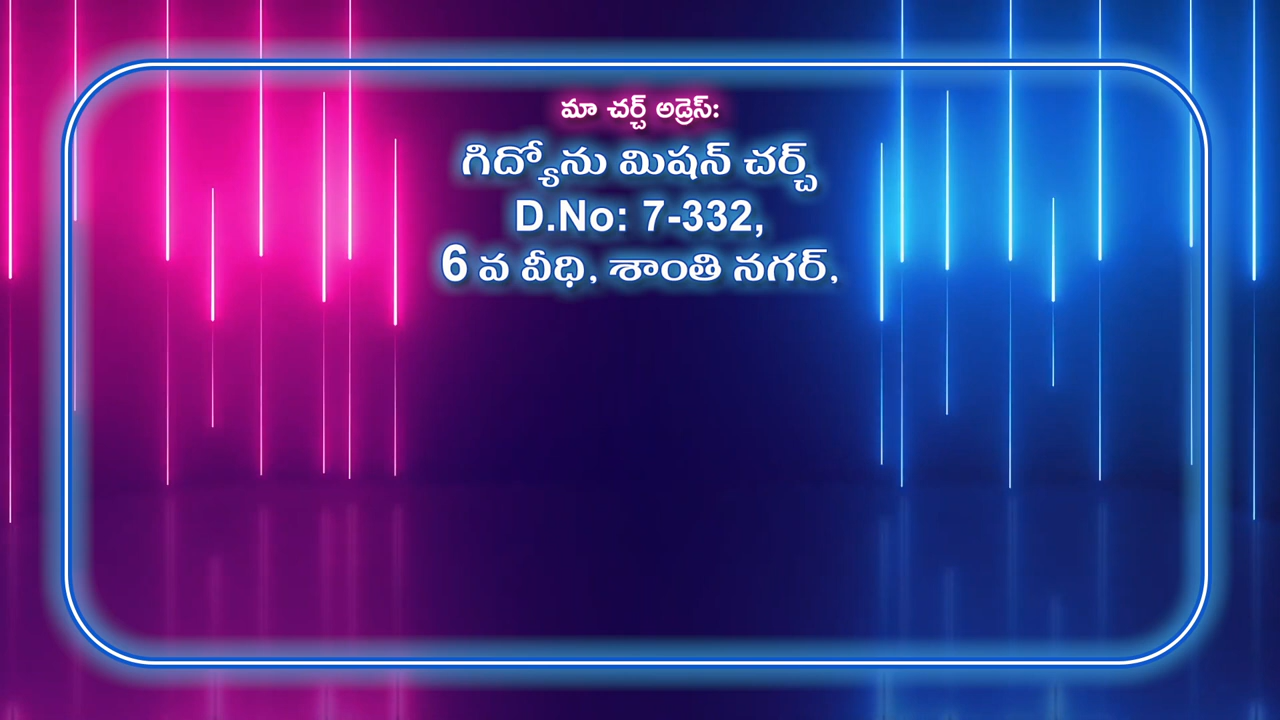 మా చర్చ్ అడ్రెస్:
గిద్యోను మిషన్ చర్చ్
D.No: 7-332,
6 వ వీధి, శాంతి నగర్,